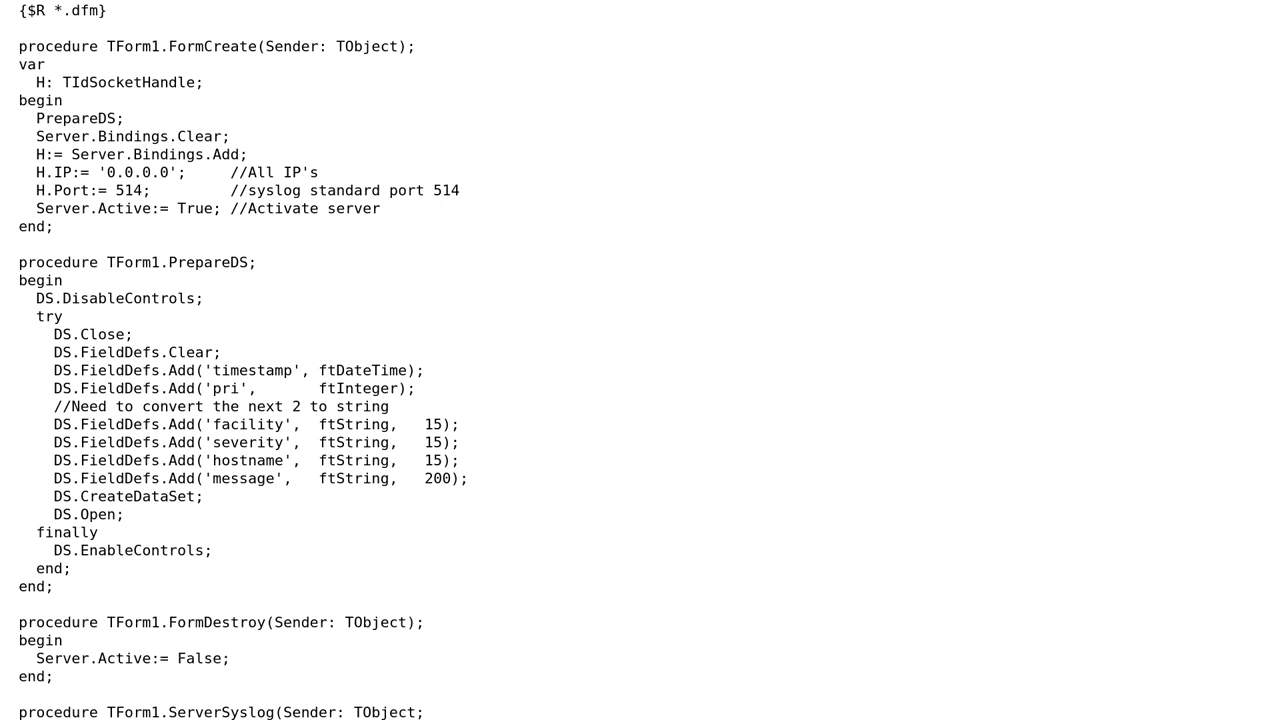 {$R *.dfm}

procedure TForm1.FormCreate(Sender: TObject);
var
  H: TIdSocketHandle;
begin
  PrepareDS;
  Server.Bindings.Clear;
  H:= Server.Bindings.Add;
  H.IP:= '0.0.0.0';     //All IP's
  H.Port:= 514;         //syslog standard port 514
  Server.Active:= True; //Activate server
end;

procedure TForm1.PrepareDS;
begin
  DS.DisableControls;
  try
    DS.Close;
    DS.FieldDefs.Clear;
    DS.FieldDefs.Add('timestamp', ftDateTime);
    DS.FieldDefs.Add('pri',       ftInteger);
    //Need to convert the next 2 to string
    DS.FieldDefs.Add('facility',  ftString,   15);
    DS.FieldDefs.Add('severity',  ftString,   15);
    DS.FieldDefs.Add('hostname',  ftString,   15);
    DS.FieldDefs.Add('message',   ftString,   200);
    DS.CreateDataSet;
    DS.Open;
  finally
    DS.EnableControls;
  end;
end;

procedure TForm1.FormDestroy(Sender: TObject);
begin
  Server.Active:= False;
end;

procedure TForm1.ServerSyslog(Sender: TObject;